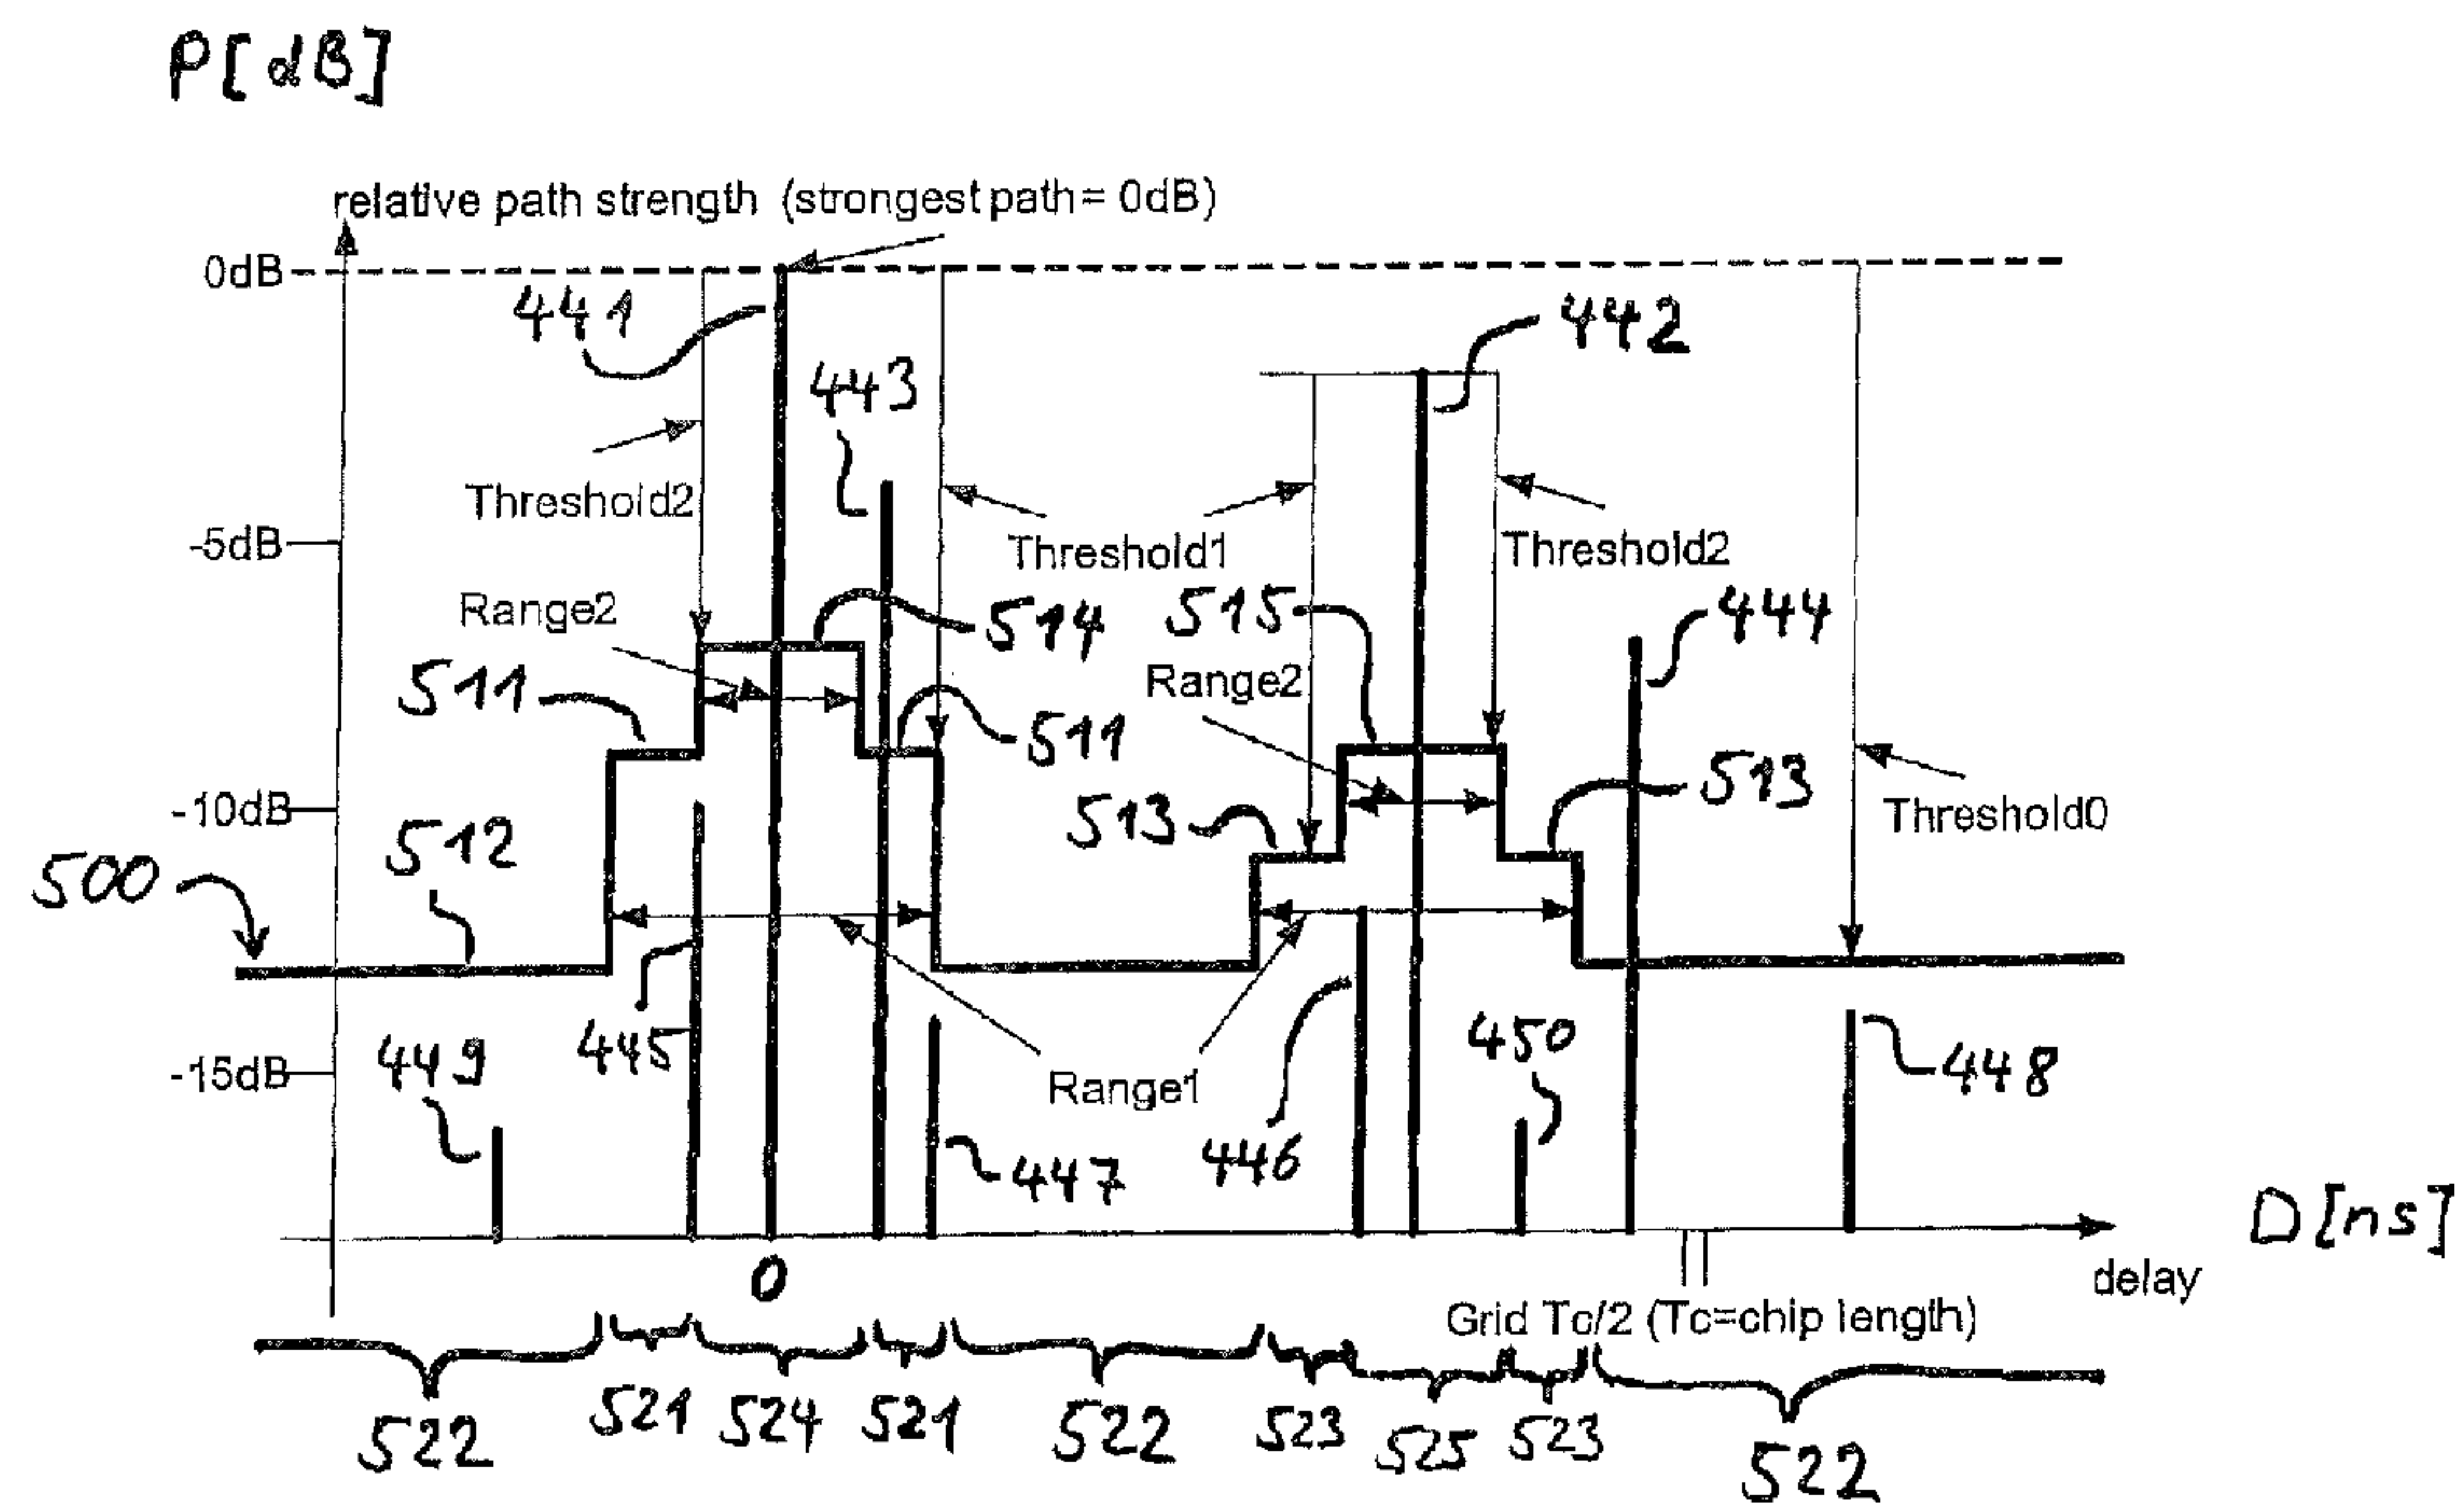 P[dB]
relative path strength (strongest path= 0dB)
0dB
441
442
443
Threshold2
-5dB
Threshold1
Threshold2
Range2
514
515
444
511
Range2
511
513
-10dB
513
Threshold0
512
500
445
450
449
-15dB
Range1
448
447
446
D[ns]
0
delay
Grid Tc/2 (Tc=chip length)
522
521
524
521
522
523
525
523
522